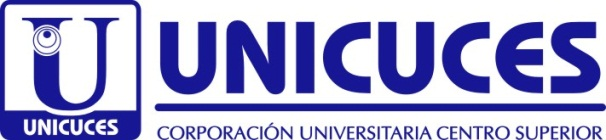 U
UNICUCES
UNICUCES
CORPORACIÓN UNIVERSITARIA CENTRO SUPERIOR